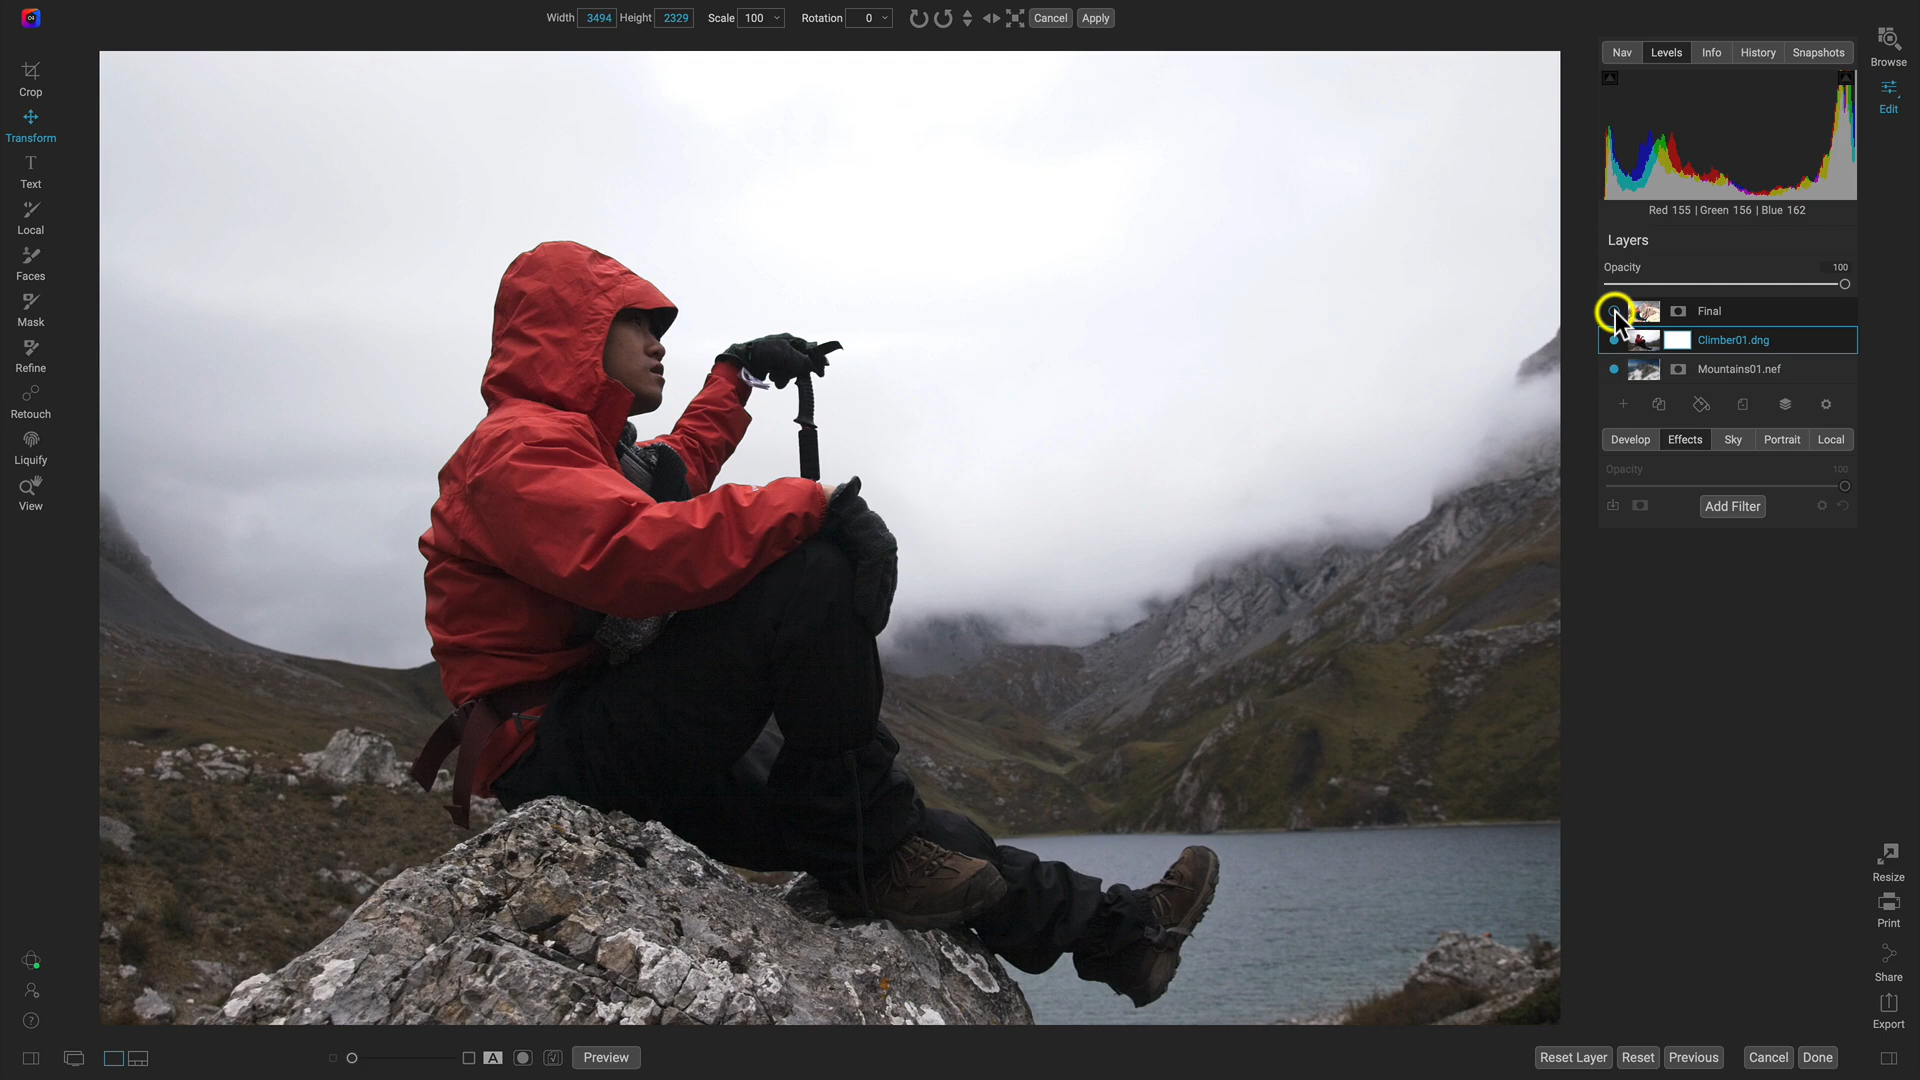 Width 3494 Height 2329 Scale 100 Rotation 0 Cancel Apply
Crop
Transform
Text
Local
Faces
Mask
Refine
Retouch
Liquify
View
Nav Levels Info History Snapshots
Red 155 | Green 156 | Blue 162
Layers
Opacity 100
Final
Climber01.dng
Mountains01.nef
Develop Effects Sky Portrait Local
Opacity 100
Add Filter
Browse
Edit
Resize
Print
Share
Export
A Preview
Reset Layer Reset Previous Cancel Done